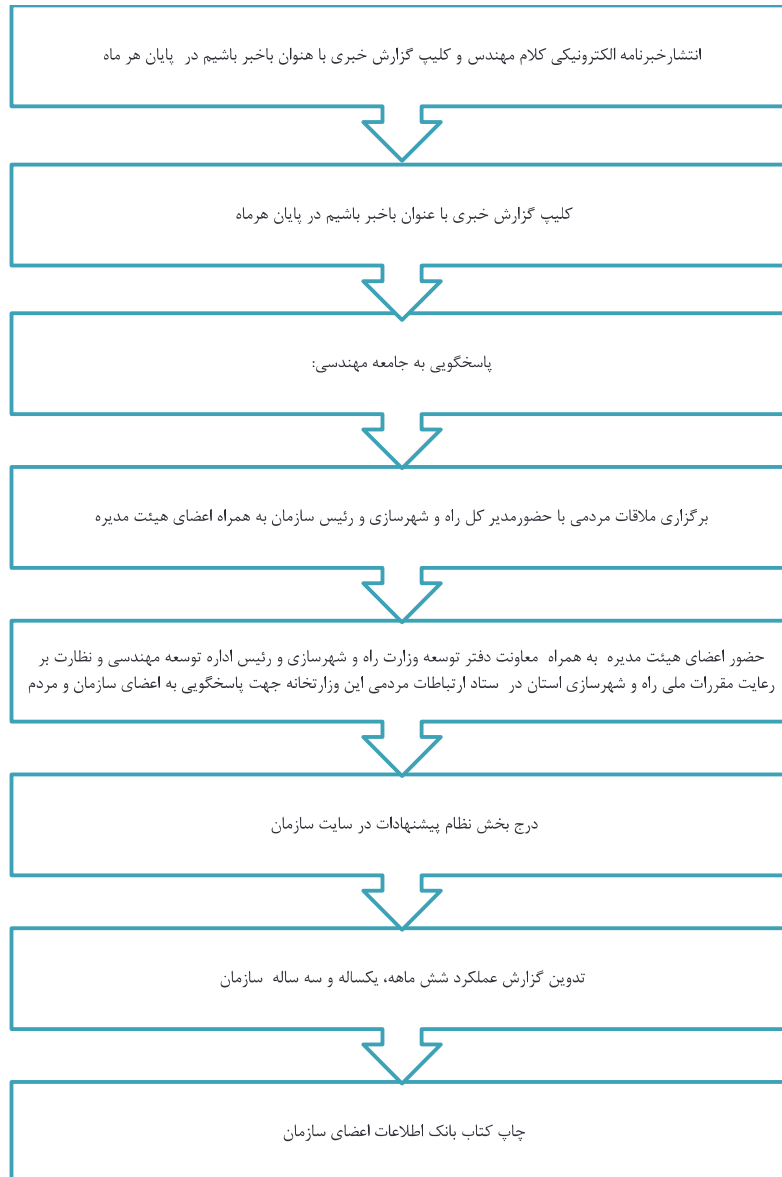 انتشارخبرنامه الکترونیکی کلام مهندس و کلیپ گزارش خبری با هنوان باخبر باشیم در پایان هر ماه
کلیپ گزارش خبری با عنوان باخبر باشیم در پایان هرماه
پاسخگویی به جامعه مهندسی:
برگزاری ملاقات مردمی با حضورمدیر کل راه و شهرسازی و رئیس سازمان به همراه اعضای هیئت مدیره
حضور اعضای هیئت مدیره به همراه معاونت دفتر توسعه وزارت راه و شهرسازی و رئیس اداره توسعه مهندسی و نظارت بر
رعایت مقررات ملی راه و شهرسازی استان در ستاد ارتباطات مردمی این وزارتخانه جهت پاسخگویی به اعضای سازمان و مردم
درج بخش نظام پیشنهادات در سایت سازمان
تدوین گزارش عملکرد شش ماهه، یکساله و سه ساله سازمان
چاپ کتاب بانک اطلاعات اعضای سازمان